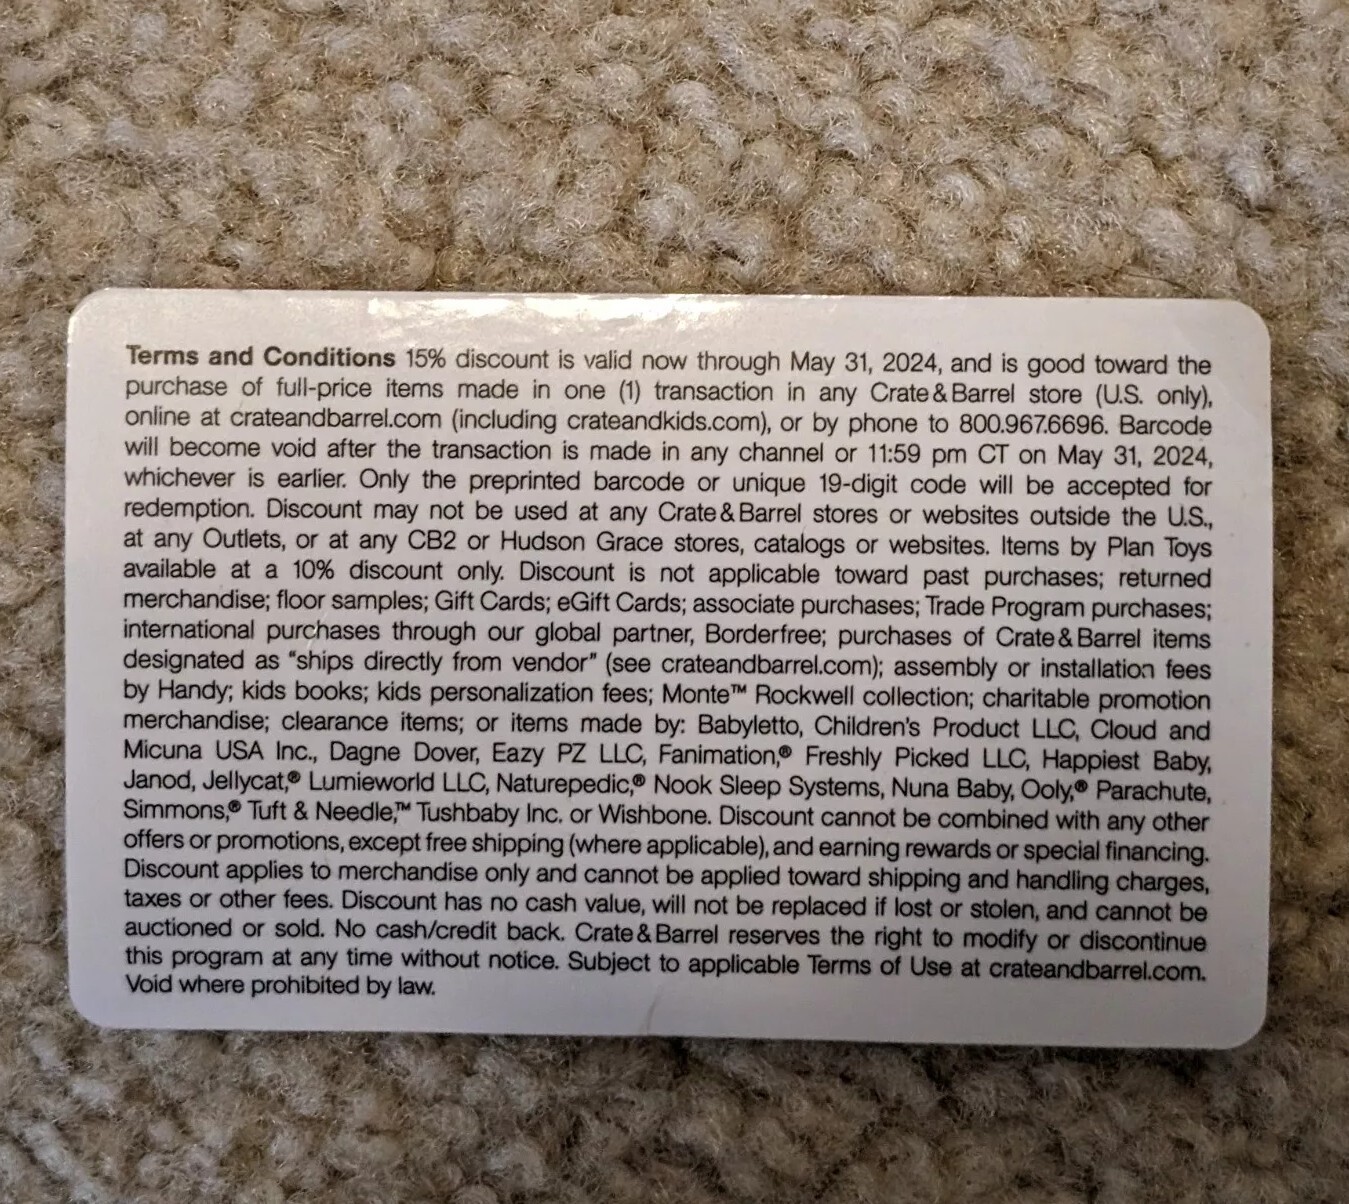 Terms and Conditions 15% discount is valid now through May 31, 2024, and is good toward the
purchase of full-price items made in one (1) transaction in any Crate&Barrel store (U.S. only),
online at crateandbarrel.com (including crateandkids.com), or by phone to 800.967.6696. Barcode
will become void after the transaction is made in any channel or 11:59 pm CT on May 31, 2024,
whichever is earlier. Only the preprinted barcode or unique 19-digit code will be accepted for
redemption. Discount may not be used at any Crate&Barrel stores or websites outside the U.S.,
at any Outlets, or at any CB2 or Hudson Grace stores, catalogs or websites. Items by Plan Toys
available at a 10% discount only. Discount is not applicable toward past purchases; returned
merchandise; floor samples; Gift Cards; eGift Cards; associate purchases; Trade Program purchases;
international purchases through our global partner, Borderfree; purchases of Crate&Barrel items
designated as “ships directly from vendor” (see crateandbarrel.com); assembly or installation fees
by Handy; kids books; kids personalization fees; Monte™ Rockwell collection; charitable promotion
merchandise; clearance items; or items made by: Babyletto, Children’s Product LLC, Cloud and
Micuna USA Inc., Dagne Dover, Eazy PZ LLC, Fanimation,® Freshly Picked LLC, Happiest Baby,
Janod, Jellycat,® Lumieworld LLC, Naturepedic,® Nook Sleep Systems, Nuna Baby, Ooly,® Parachute,
Simmons,® Tuft & Needle,™ Tushbaby Inc. or Wishbone. Discount cannot be combined with any other
offers or promotions, except free shipping (where applicable), and earning rewards or special financing.
Discount applies to merchandise only and cannot be applied toward shipping and handling charges,
taxes or other fees. Discount has no cash value, will not be replaced if lost or stolen, and cannot be
auctioned or sold. No cash/credit back. Crate&Barrel reserves the right to modify or discontinue
this program at any time without notice. Subject to applicable Terms of Use at crateandbarrel.com.
Void where prohibited by law.